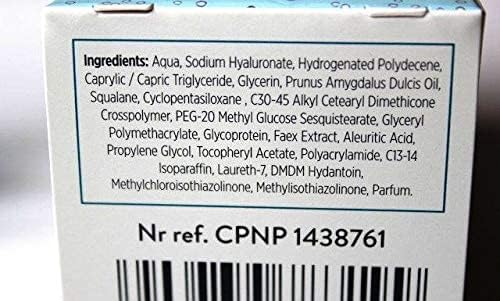 Ingredients: Aqua, Sodium Hyaluronate, Hydrogenated Polydecene,
Caprylic / Capric Triglyceride, Glycerin, Prunus Amygdalus Dulcis Oil,
Squalane, Cyclopentasiloxane , C30-45 Alkyl Cetearyl Dimethicone
Crosspolymer, PEG-20 Methyl Glucose Sesquistearate, Glyceryl
Polymethacrylate, Glycoprotein, Faex Extract, Aleuritic Acid,
Propylene Glycol, Tocopheryl Acetate, Polyacrylamide, C13-14
Isoparaffin, Laureth-7, DMDM Hydantoin,
Methylchloroisothiazolinone, Methylisothiazolinone, Parfum.
Nr ref. CPNP 1438761